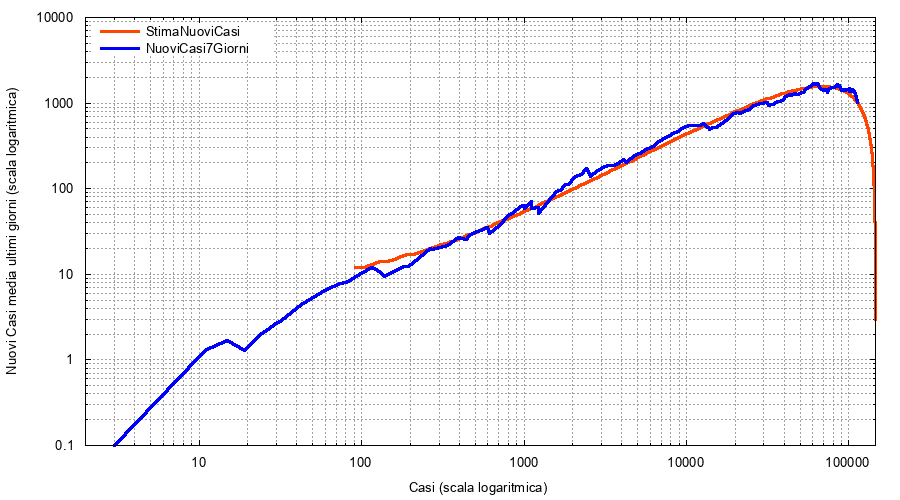 10000
1000
100
10
1
0.1
StimaNuoviCasi
NuoviCasi7Giorni
Nuovi Casi media ultimi giorni (scala logaritmica)
10 100 1000 10000 100000
Casi (scala logaritmica)